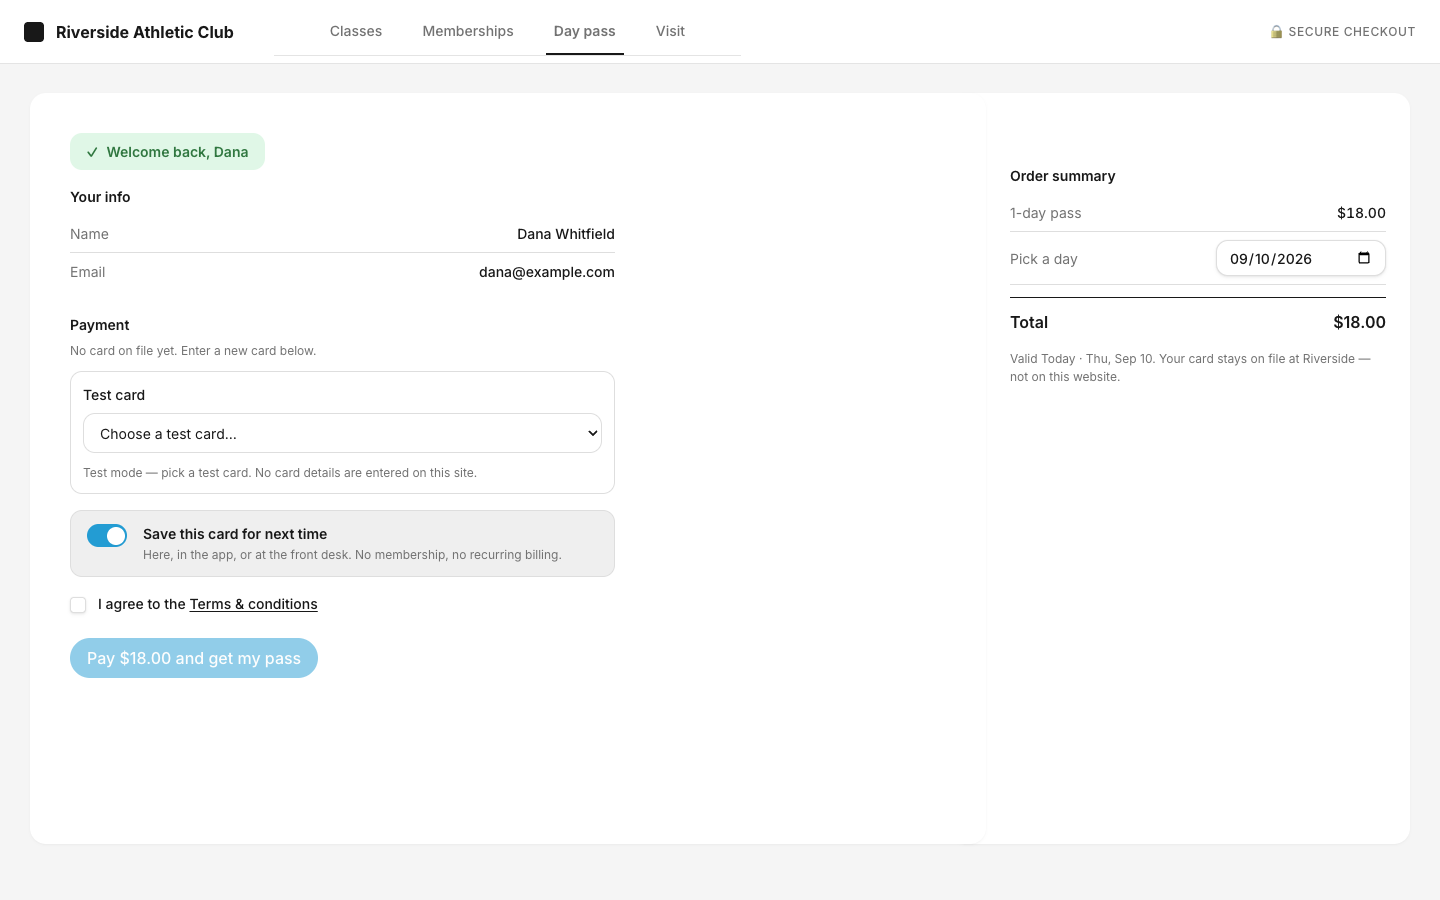 Riverside Athletic Club
Classes
Memberships
Day pass
Visit
SECURE CHECKOUT
Welcome back, Dana
Your info
Name Dana Whitfield
Email dana@example.com
Payment
No card on file yet. Enter a new card below.
Test card
Choose a test card...
Test mode — pick a test card. No card details are entered on this site.
Save this card for next time
Here, in the app, or at the front desk. No membership, no recurring billing.
I agree to the Terms & conditions
Pay $18.00 and get my pass
Order summary
1-day pass $18.00
Pick a day 09/10/2026
Total $18.00
Valid Today · Thu, Sep 10. Your card stays on file at Riverside —
not on this website.